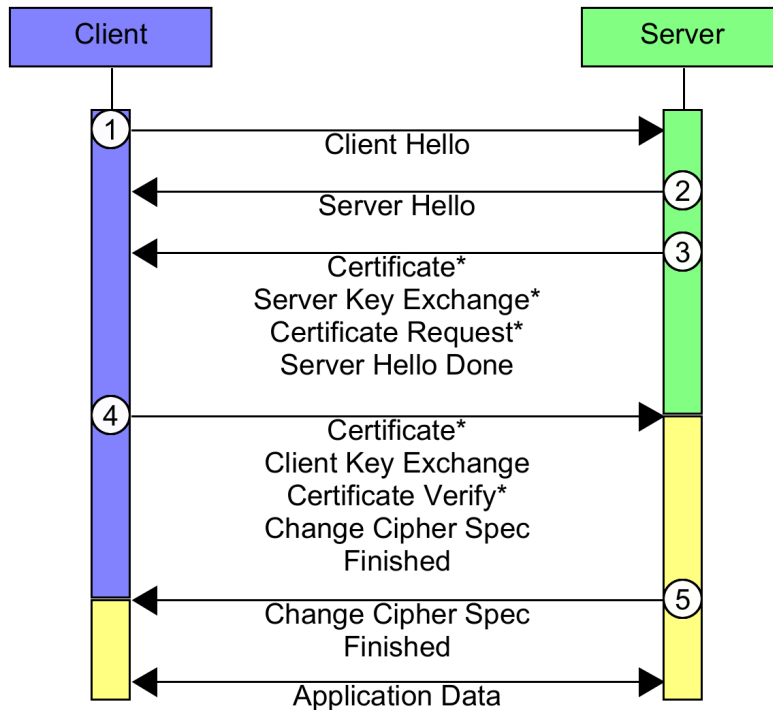 Client
Server
1
Client Hello
2
Server Hello
3
Certificate*
Server Key Exchange*
Certificate Request*
Server Hello Done
4
Certificate*
Client Key Exchange
Certificate Verify*
Change Cipher Spec
Finished
5
Change Cipher Spec
Finished
Application Data